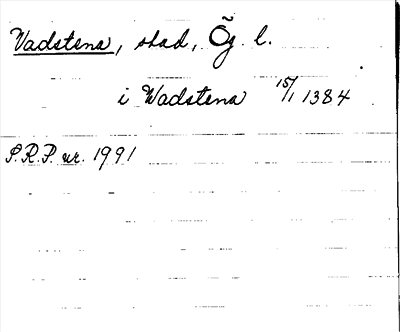 Vadstena, stad, Ög. l.
i Wadstena 15/1 1384
S.R.P. nr. 1991